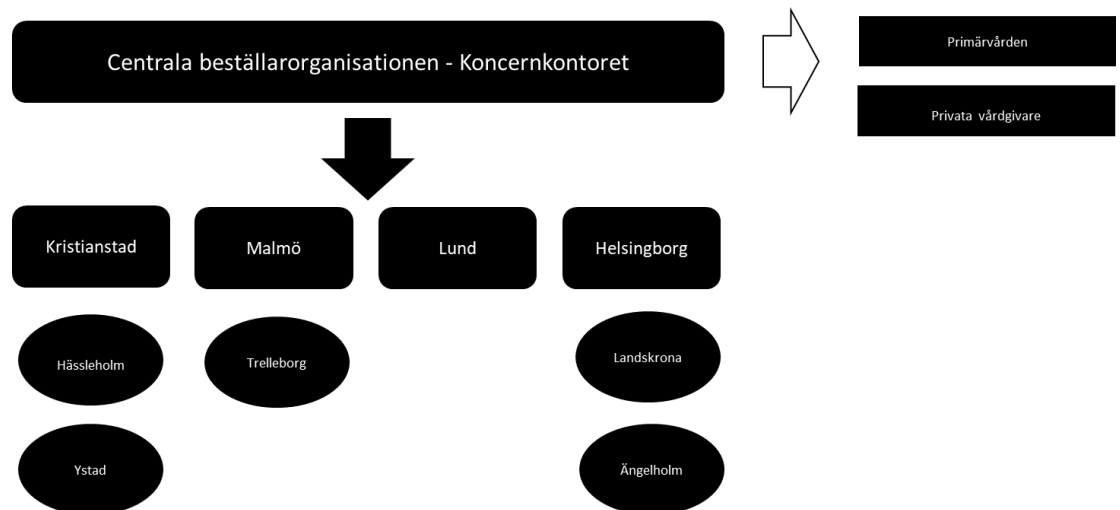 Centrala beställarorganisationen - Koncernkontoret
Primärvården
Privata vårdgivare
Kristianstad
Malmö
Lund
Helsingborg
Hässleholm
Trelleborg
Landskrona
Ystad
Ängelholm